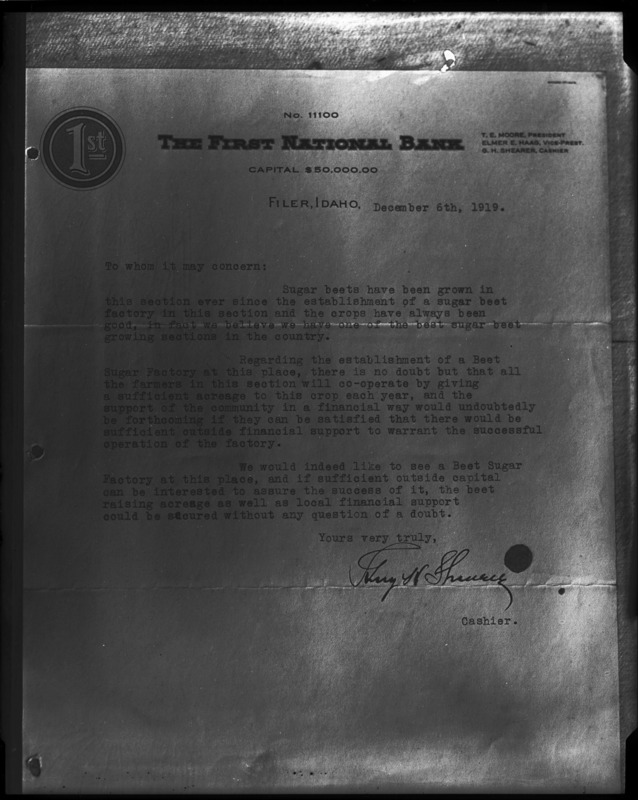 No. 11100
1st
THE FIRST NATIONAL BANK
T. E. MOORE, PRESIDENT
ELMER E. HAAG, VICE-PREST.
G. H. SHEARER, CASHIER
CAPITAL $50,000.00
FILER, IDAHO, December 6th, 1919.
To whom it may concern:
Sugar beets have been grown in
this section ever since the establishment of a sugar beet
factory in this section and the crops have always been
good, in fact we believe we have one of the best sugar beet
growing sections in the country.
Regarding the establishment of a Beet
Sugar Factory at this place, there is no doubt but that all
the farmers in this section will co-operate by giving
a sufficient acreage to this crop each year, and the
support of the community in a financial way would undoubtedly
be forthcoming if they can be satisfied that there would be
sufficient outside financial support to warrant the successful
operation of the factory.
We would indeed like to see a Beet Sugar
Factory at this place, and if sufficient outside capital
can be interested to assure the success of it, the beet
raising acreage as well as local financial support
could be secured without any question of a doubt.
Yours very truly,
Cashier.